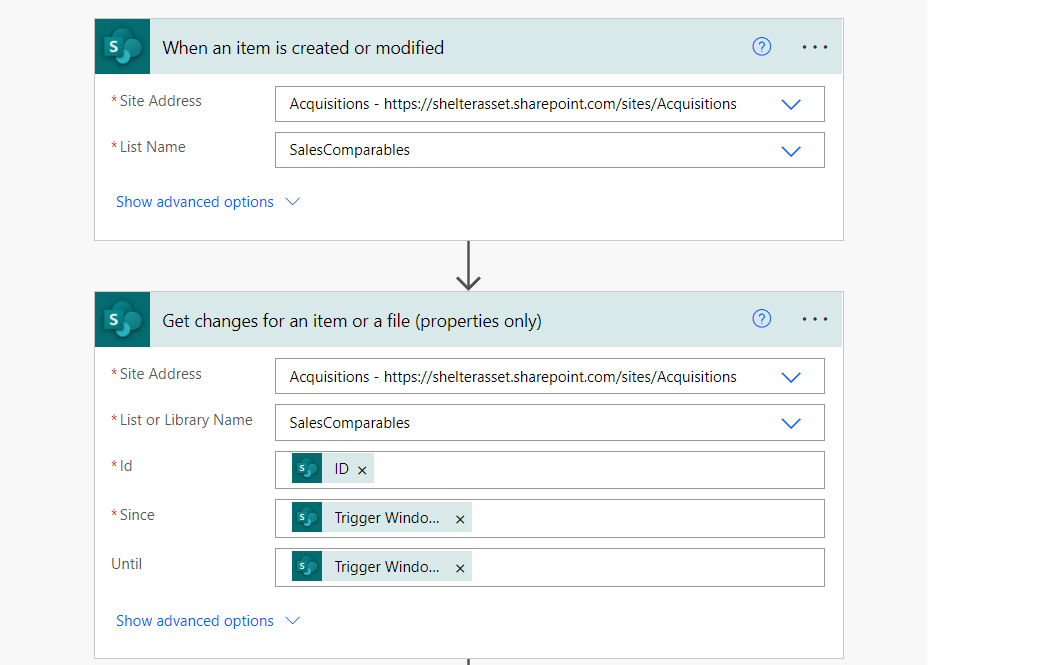 When an item is created or modified
* Site Address
Acquisitions - https://shelterasset.sharepoint.com/sites/Acquisitions
* List Name
SalesComparables
Show advanced options
Get changes for an item or a file (properties only)
* Site Address
Acquisitions - https://shelterasset.sharepoint.com/sites/Acquisitions
* List or Library Name
SalesComparables
* Id
ID ×
* Since
Trigger Windo... ×
Until
Trigger Windo... ×
Show advanced options